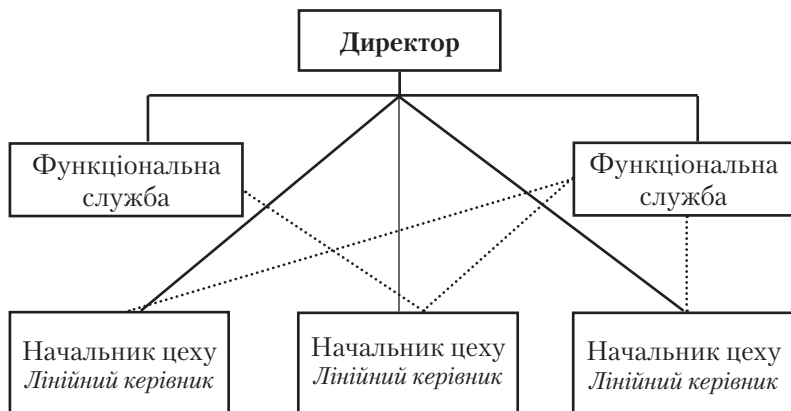 Директор
Функціональна
служба
Функціональна
служба
Начальник цеху
Лінійний керівник
Начальник цеху
Лінійний керівник
Начальник цеху
Лінійний керівник